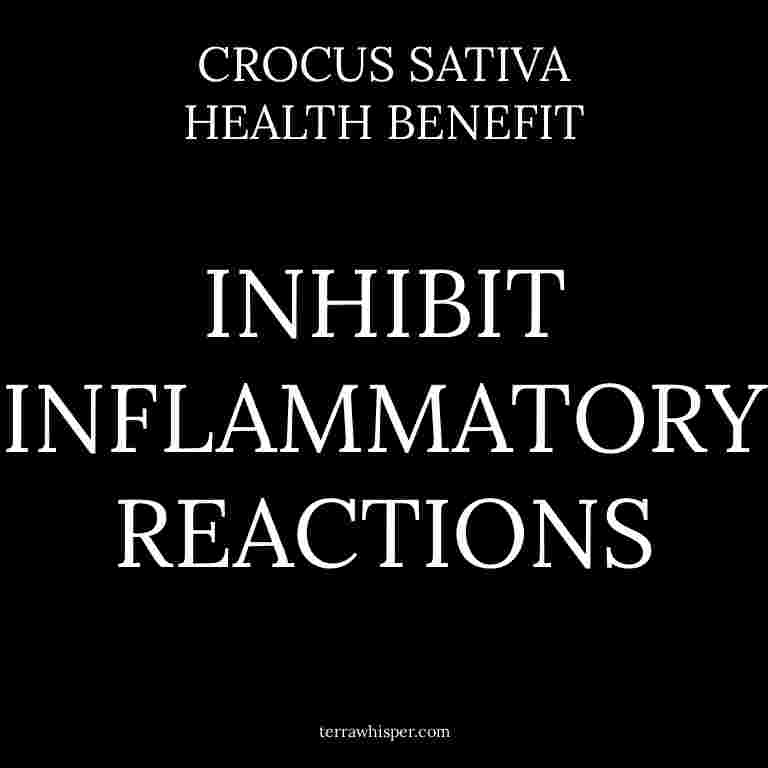 CROCUS SATIVA
HEALTH BENEFIT
INHIBIT
INFLAMMATORY
REACTIONS
terrawhisper.com